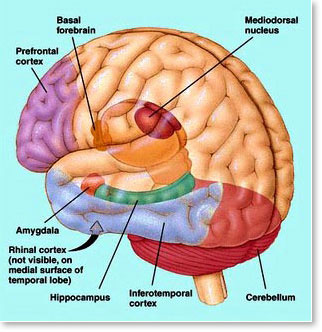 Basal
forebrain
Mediodorsal
nucleus
Prefrontal
cortex
Amygdala
Rhinal cortex
(not visible, on
medial surface of
temporal lobe)
Hippocampus
Inferotemporal
cortex
Cerebellum